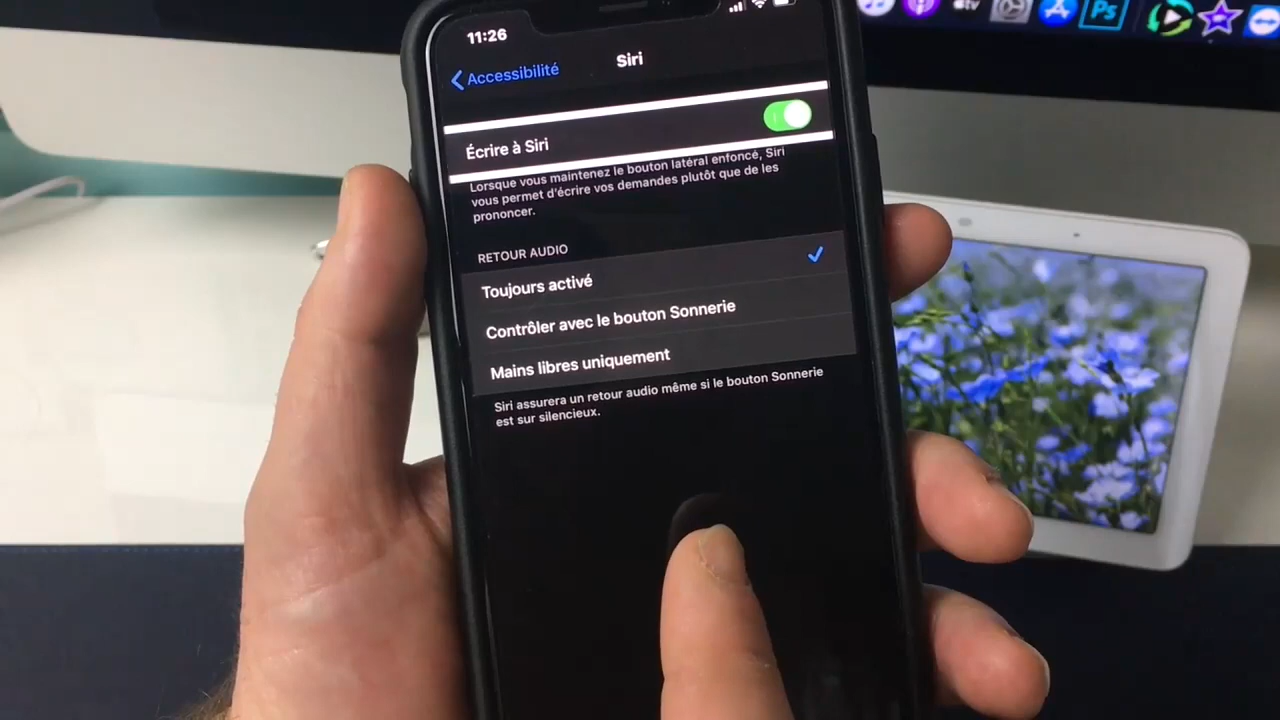 11:26
Accessibilité
Siri
Écrire à Siri
Lorsque vous maintenez le bouton latéral enfoncé, Siri
vous permet d'écrire vos demandes plutôt que de les
prononcer.
RETOUR AUDIO
Toujours activé
Contrôler avec le bouton Sonnerie
Mains libres uniquement
Siri assurera un retour audio même si le bouton Sonnerie
est sur silencieux.
tv
Ps